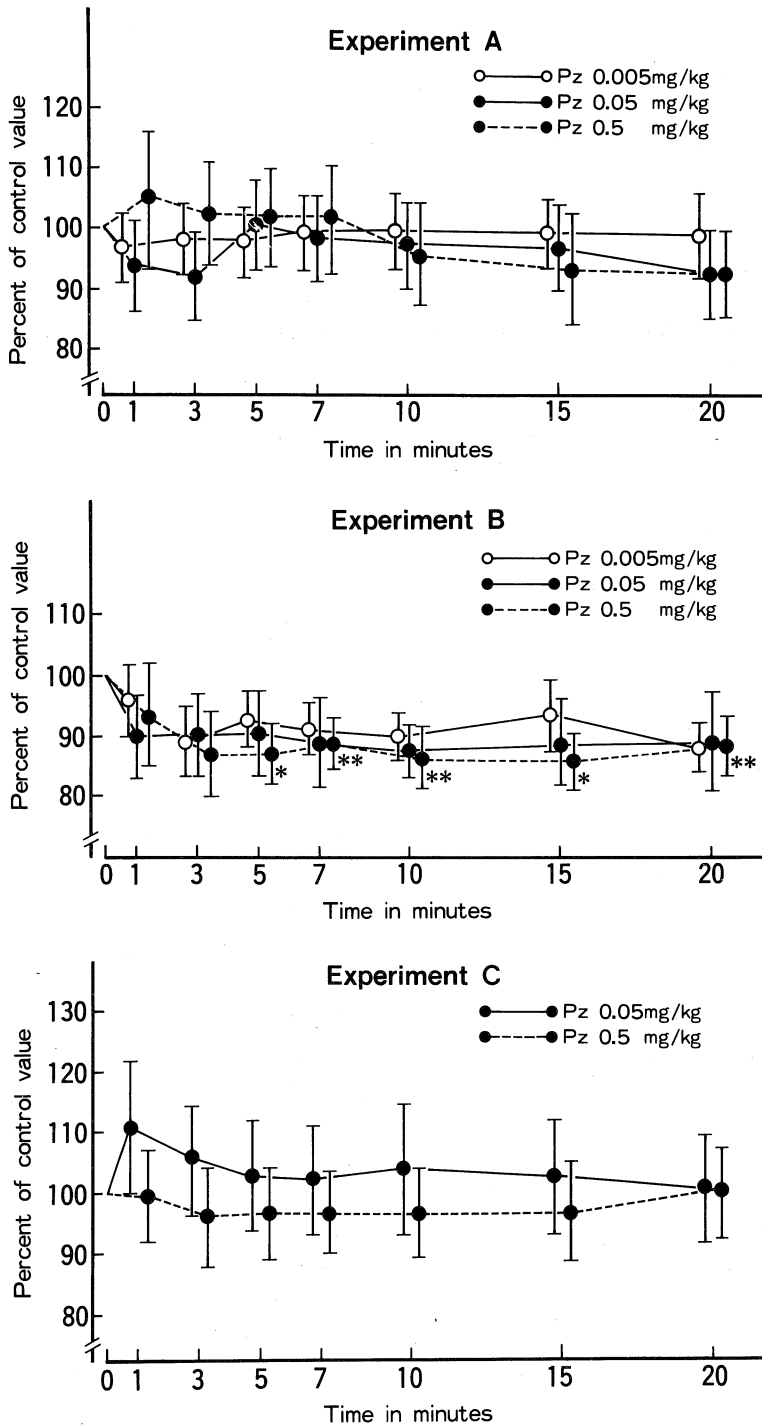 Experiment A
Pz 0.005mg/kg
Pz 0.05 mg/kg
Pz 0.5 mg/kg
Percent of control value
120
110
100
90
80
0 1 3 5 7 10 15 20
Time in minutes
Experiment B
Pz 0.005mg/kg
Pz 0.05 mg/kg
Pz 0.5 mg/kg
Percent of control value
110
100
90
80
* ** ** * **
0 1 3 5 7 10 15 20
Time in minutes
Experiment C
Pz 0.05mg/kg
Pz 0.5 mg/kg
Percent of control value
130
120
110
100
90
80
0 1 3 5 7 10 15 20
Time in minutes